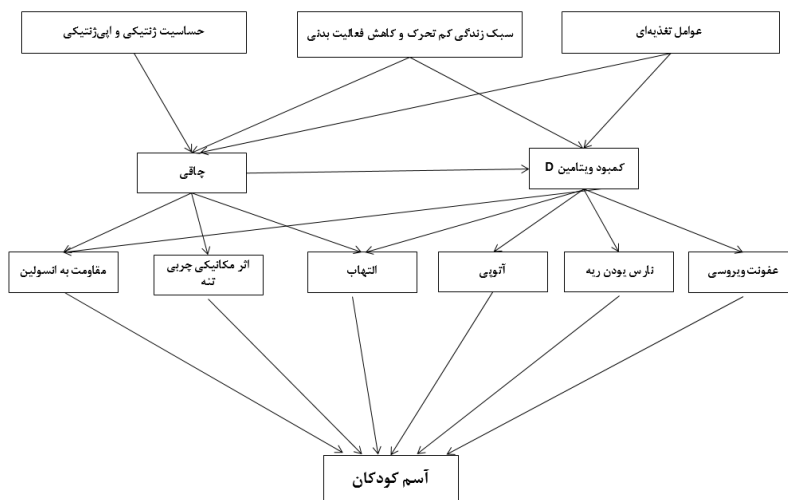 عوامل تغذیه‌ای
سبک زندگی کم تحرک و کاهش فعالیت بدنی
حساسیت ژنتیکی و اپی‌ژنتیکی
کمبود ویتامین D
چاقی
عفونت ویروسی
نارس بودن ریه
آتوپی
التهاب
اثر مکانیکی چربی
تنه
مقاومت به انسولین
آسم کودکان